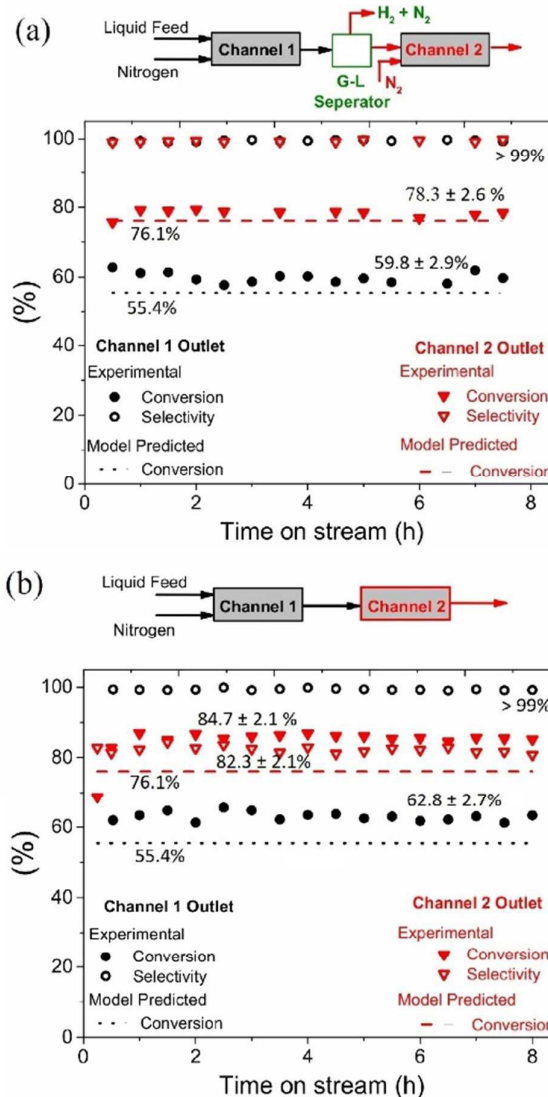 (a)
H2 + N2
Liquid Feed
Channel 1
Channel 2
Nitrogen
G-L
Seperator
N2
100
> 99%
80
78.3 ± 2.6 %
76.1%
60
59.8 ± 2.9%
55.4%
(%)
40
Channel 1 Outlet
Channel 2 Outlet
Experimental
Experimental
Conversion
Conversion
20
Selectivity
Selectivity
Model Predicted
Model Predicted
Conversion
Conversion
0
0 2 4 6 8
Time on stream (h)
(b)
Liquid Feed
Channel 1
Channel 2
Nitrogen
100
> 99%
84.7 ± 2.1 %
80
82.3 ± 2.1%
76.1%
62.8 ± 2.7%
60
55.4%
(%)
40
Channel 1 Outlet
Channel 2 Outlet
Experimental
Experimental
Conversion
Conversion
20
Selectivity
Selectivity
Model Predicted
Model Predicted
Conversion
Conversion
0
0 2 4 6 8
Time on stream (h)